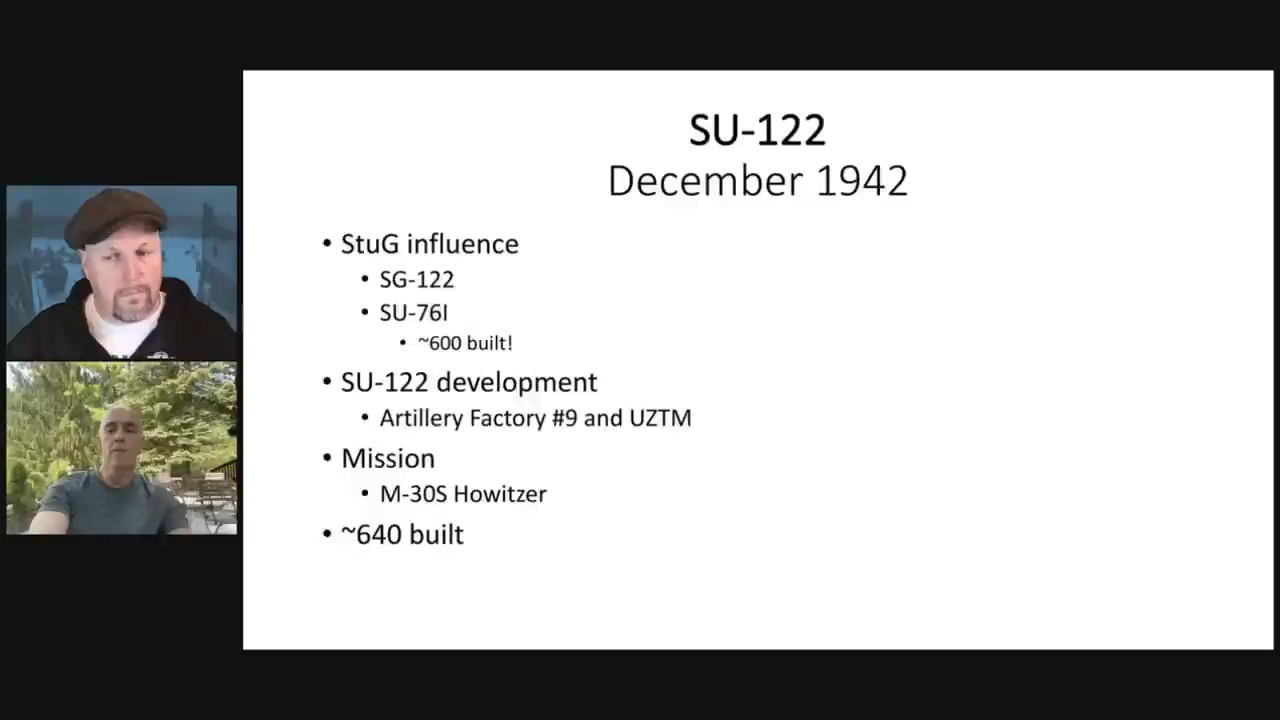 SU-122
December 1942
• StuG influence
• SG-122
• SU-76I
• ~600 built!
• SU-122 development
• Artillery Factory #9 and UZTM
• Mission
• M-30S Howitzer
• ~640 built